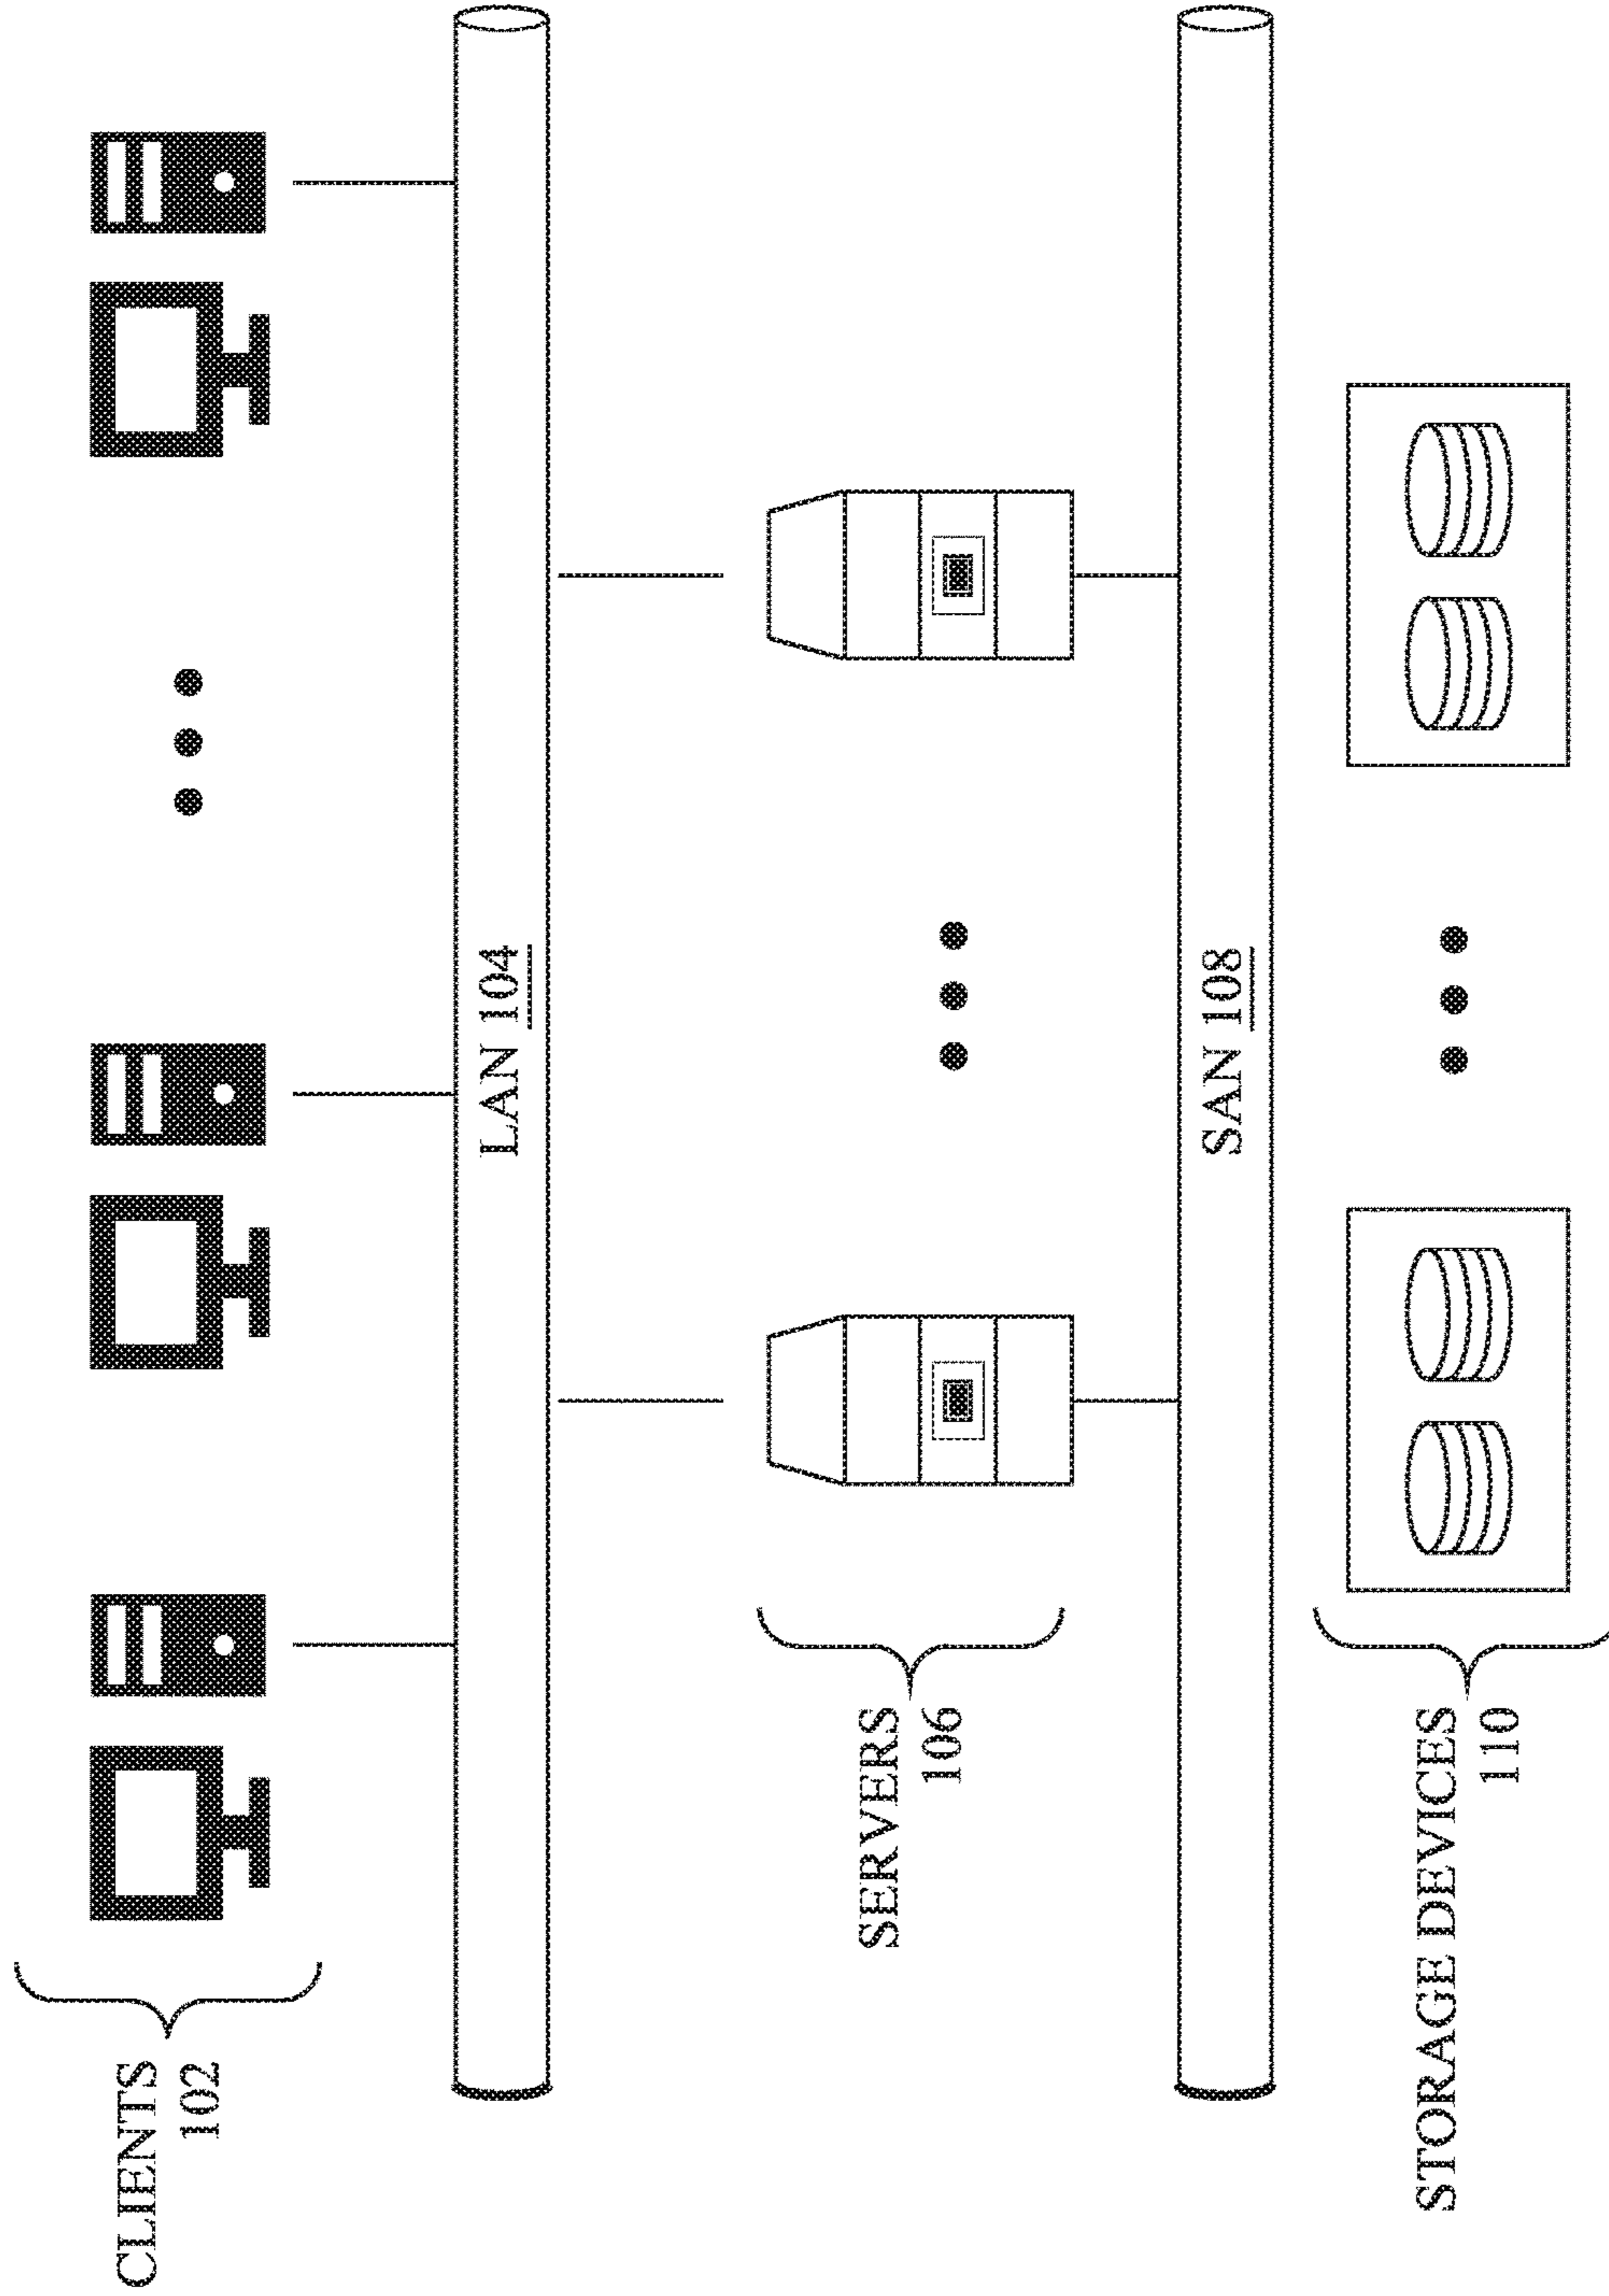 CLIENTS
102
LAN 104
SERVERS
106
SAN 108
STORAGE DEVICES
110